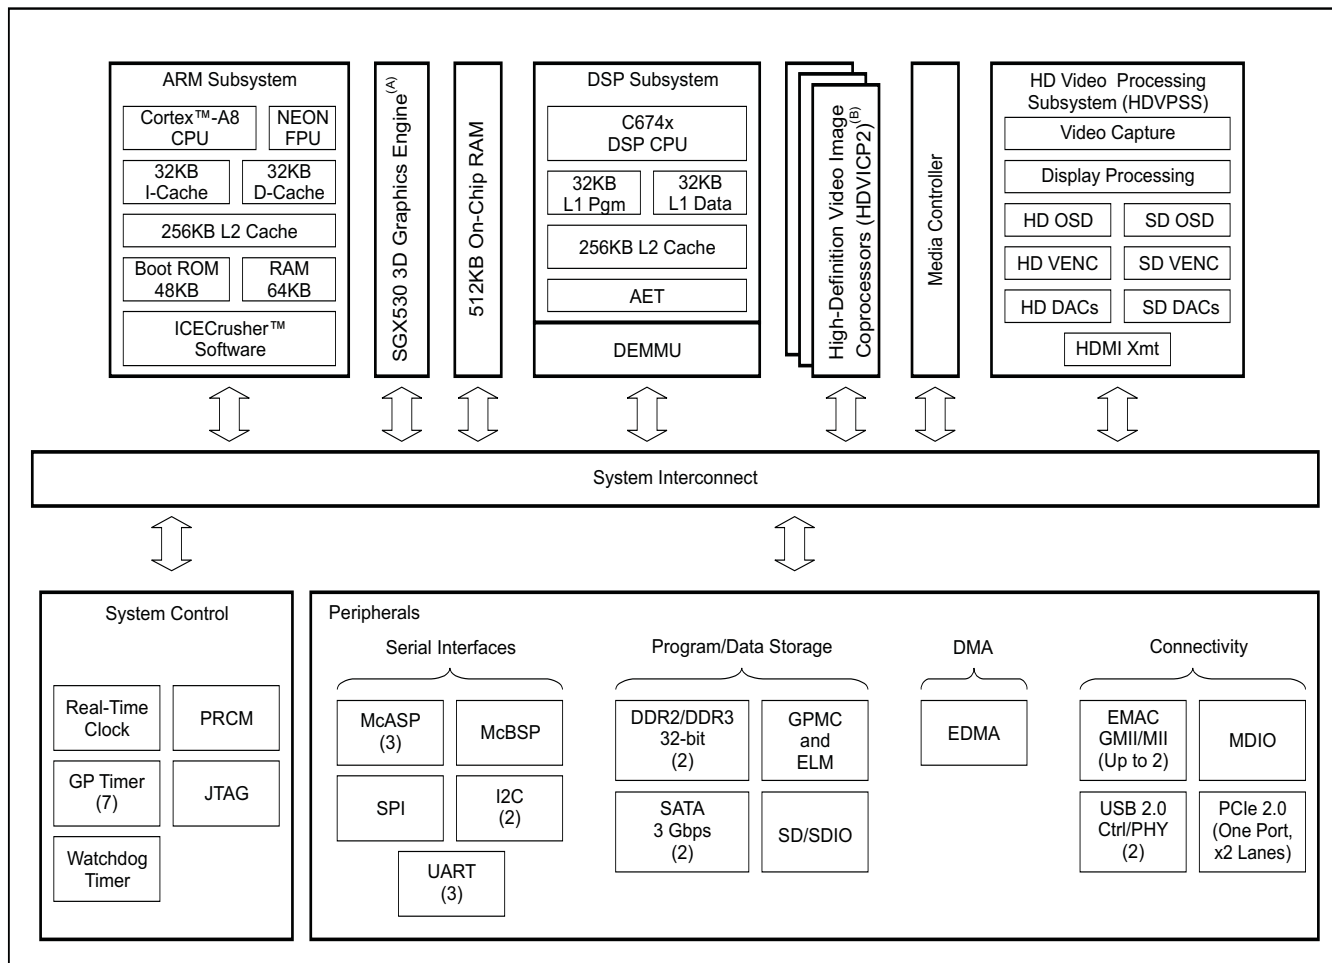 ARM Subsystem
Cortex™-A8
CPU
NEON
FPU
32KB
I-Cache
32KB
D-Cache
256KB L2 Cache
Boot ROM
48KB
RAM
64KB
ICECrusher™
Software
SGX530 3D Graphics Engine(A)
512KB On-Chip RAM
DSP Subsystem
C674x
DSP CPU
32KB
L1 Pgm
32KB
L1 Data
256KB L2 Cache
AET
DEMMU
High-Definition Video Image
Coprocessors (HDVICP2)(B)
Media Controller
HD Video Processing
Subsystem (HDVPSS)
Video Capture
Display Processing
HD OSD
SD OSD
HD VENC
SD VENC
HD DACs
SD DACs
HDMI Xmt
System Interconnect
System Control
Real-Time
Clock
PRCM
GP Timer
(7)
JTAG
Watchdog
Timer
Peripherals
Serial Interfaces
McASP
(3)
McBSP
SPI
I2C
(2)
UART
(3)
Program/Data Storage
DDR2/DDR3
32-bit
(2)
GPMC
and
ELM
SATA
3 Gbps
(2)
SD/SDIO
DMA
EDMA
Connectivity
EMAC
GMII/MII
(Up to 2)
MDIO
USB 2.0
Ctrl/PHY
(2)
PCIe 2.0
(One Port,
x2 Lanes)